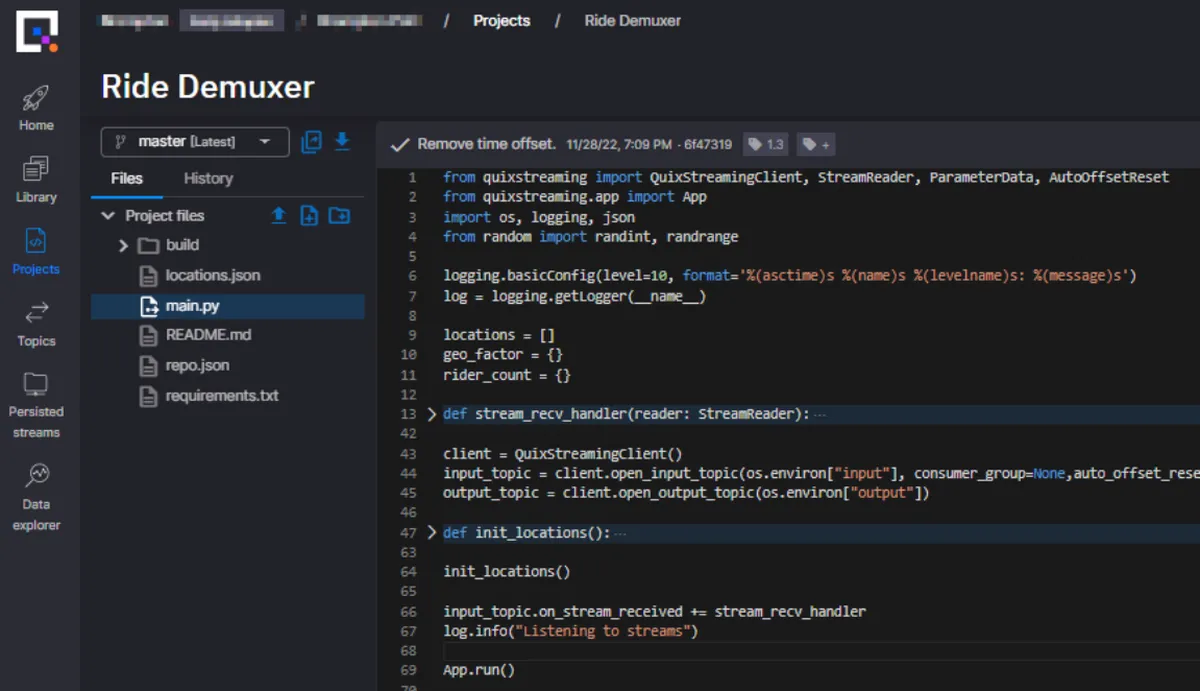 / Projects / Ride Demuxer
Ride Demuxer
Home
Library
Projects
Topics
Persisted
streams
Data
explorer
master [Latest]
Files History
Project files
build
locations.json
main.py
README.md
repo.json
requirements.txt
Remove time offset. 11/28/22, 7:09 PM · 6f47319 1.3 +
1 from quixstreaming import QuixStreamingClient, StreamReader, ParameterData, AutoOffsetReset
2 from quixstreaming.app import App
3 import os, logging, json
4 from random import randint, randrange
5
6 logging.basicConfig(level=10, format='%(asctime)s %(name)s %(levelname)s: %(message)s')
7 log = logging.getLogger(__name__)
8
9 locations = []
10 geo_factor = {}
11 rider_count = {}
12
13 def stream_recv_handler(reader: StreamReader): ···
42
43 client = QuixStreamingClient()
44 input_topic = client.open_input_topic(os.environ["input"], consumer_group=None,auto_offset_rese
45 output_topic = client.open_output_topic(os.environ["output"])
46
47 def init_locations(): ···
63
64 init_locations()
65
66 input_topic.on_stream_received += stream_recv_handler
67 log.info("Listening to streams")
68
69 App.run()
70